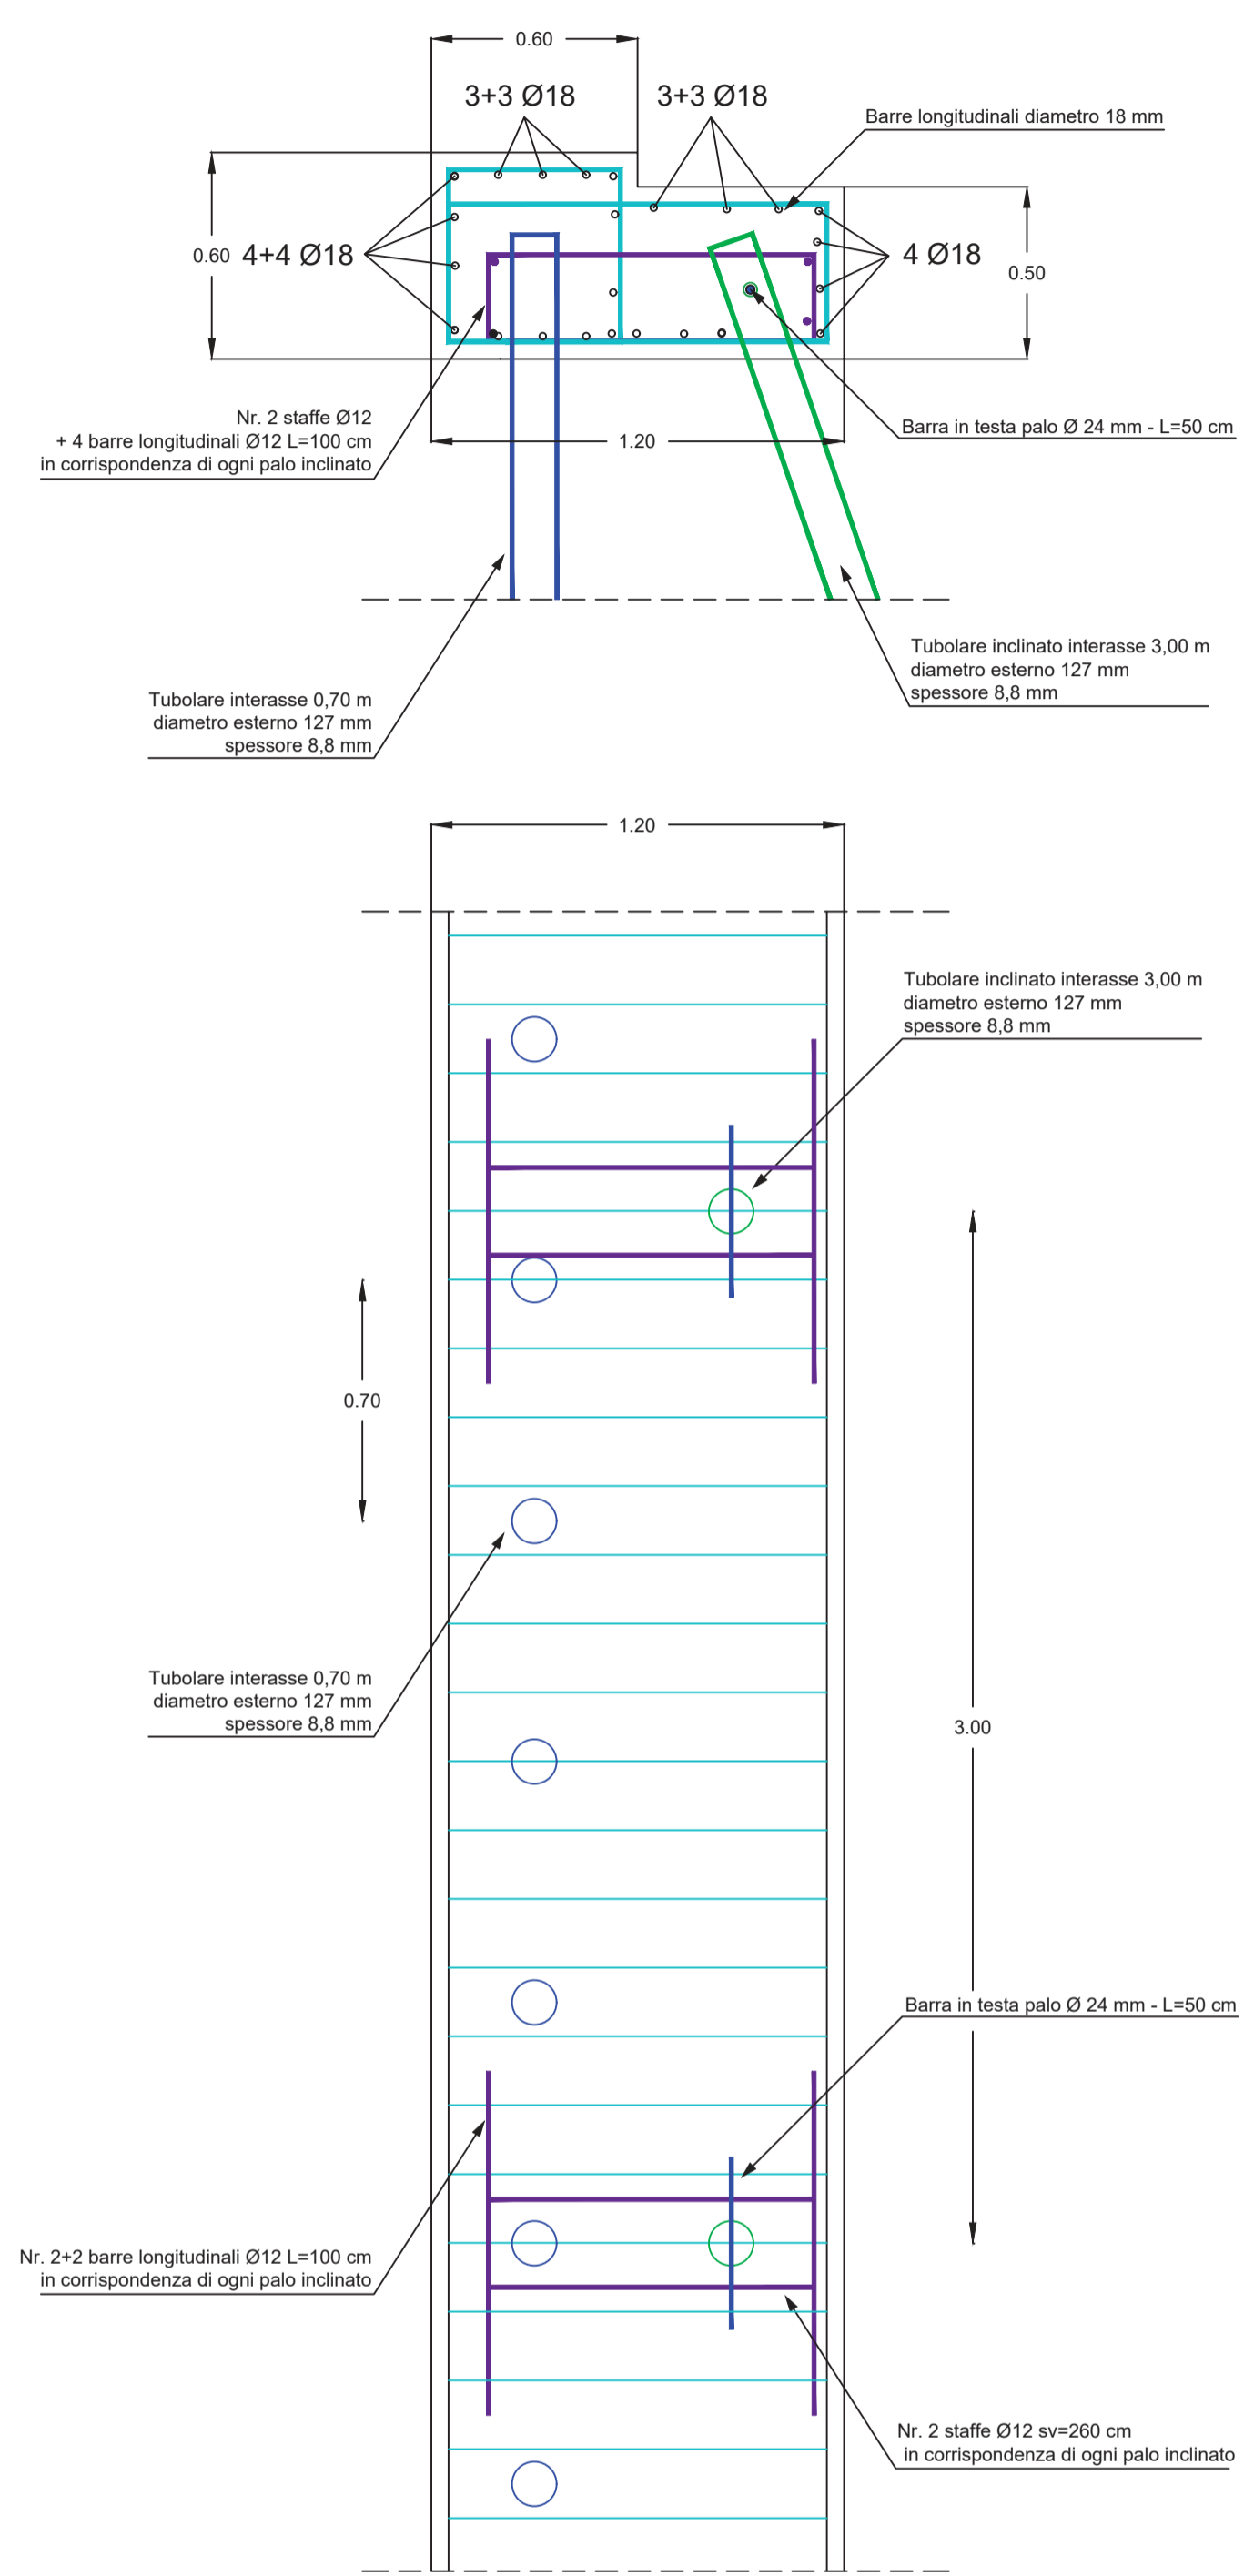 0.60
3+3 Ø18
3+3 Ø18
Barre longitudinali diametro 18 mm
0.60
4+4 Ø18
4 Ø18
0.50
Nr. 2 staffe Ø12
+ 4 barre longitudinali Ø12 L=100 cm
in corrispondenza di ogni palo inclinato
1.20
Barra in testa palo Ø 24 mm - L=50 cm
Tubolare inclinato interasse 3,00 m
diametro esterno 127 mm
spessore 8,8 mm
Tubolare interasse 0,70 m
diametro esterno 127 mm
spessore 8,8 mm
1.20
Tubolare inclinato interasse 3,00 m
diametro esterno 127 mm
spessore 8,8 mm
0.70
Tubolare interasse 0,70 m
diametro esterno 127 mm
spessore 8,8 mm
3.00
Barra in testa palo Ø 24 mm - L=50 cm
Nr. 2+2 barre longitudinali Ø12 L=100 cm
in corrispondenza di ogni palo inclinato
Nr. 2 staffe Ø12 sv=260 cm
in corrispondenza di ogni palo inclinato